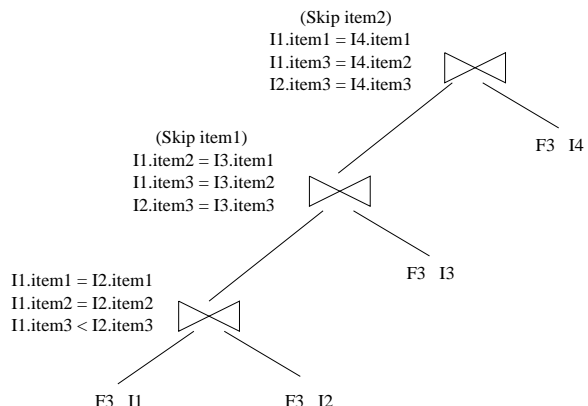 (Skip item2)
I1.item1 = I4.item1
I1.item3 = I4.item2
I2.item3 = I4.item3
F3 I4
(Skip item1)
I1.item2 = I3.item1
I1.item3 = I3.item2
I2.item3 = I3.item3
F3 I3
I1.item1 = I2.item1
I1.item2 = I2.item2
I1.item3 < I2.item3
F3 I1
F3 I2